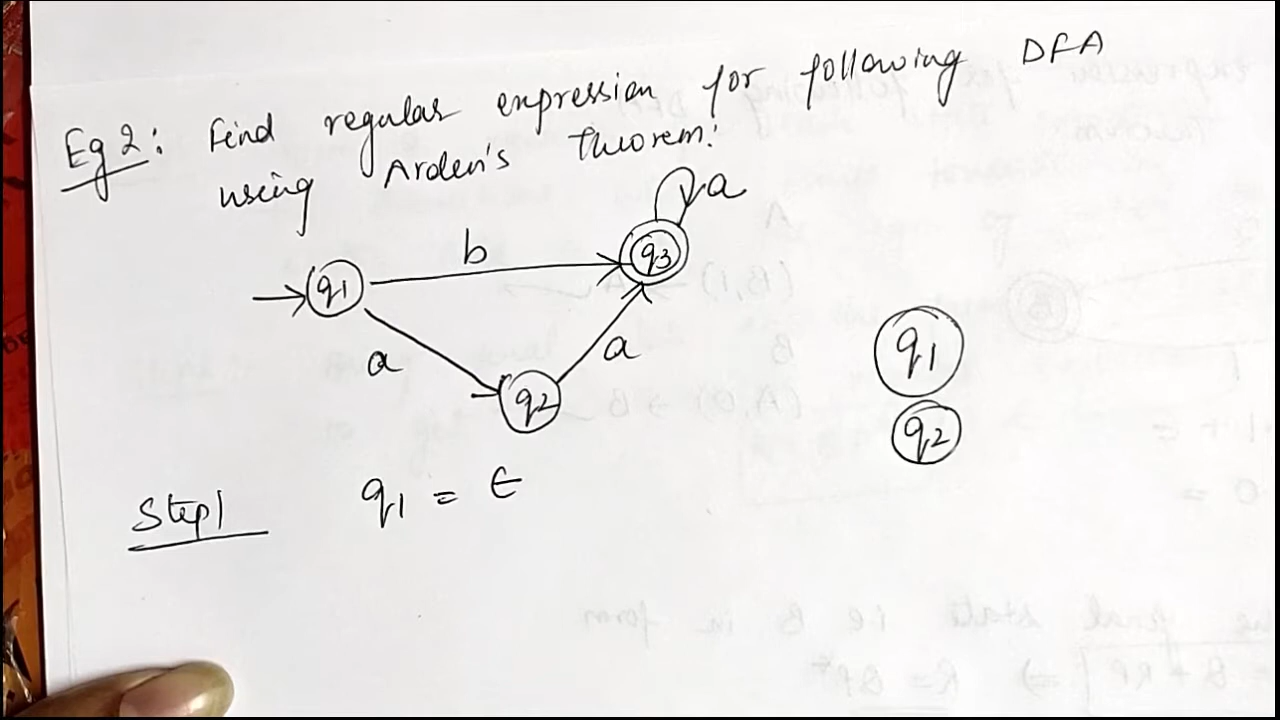 Eg 2: Find regular expression for following DFA
using Arden's theorem:
a
b
q3
q1
a
a
q2
q1
q2
Step1 q1 = ε